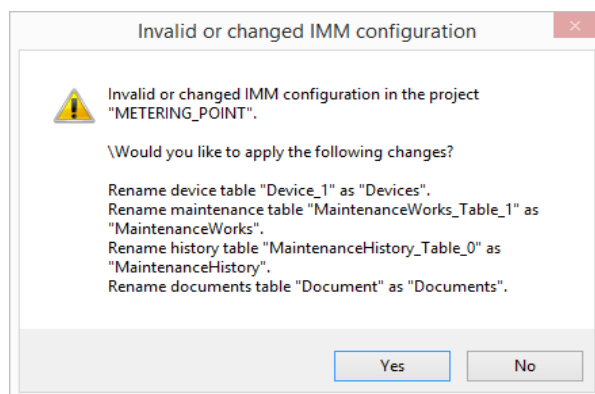 Invalid or changed IMM configuration
Invalid or changed IMM configuration in the project
"METERING_POINT".
\Would you like to apply the following changes?
Rename device table "Device_1" as "Devices".
Rename maintenance table "MaintenanceWorks_Table_1" as
"MaintenanceWorks".
Rename history table "MaintenanceHistory_Table_0" as
"MaintenanceHistory".
Rename documents table "Document" as "Documents".
Yes
No